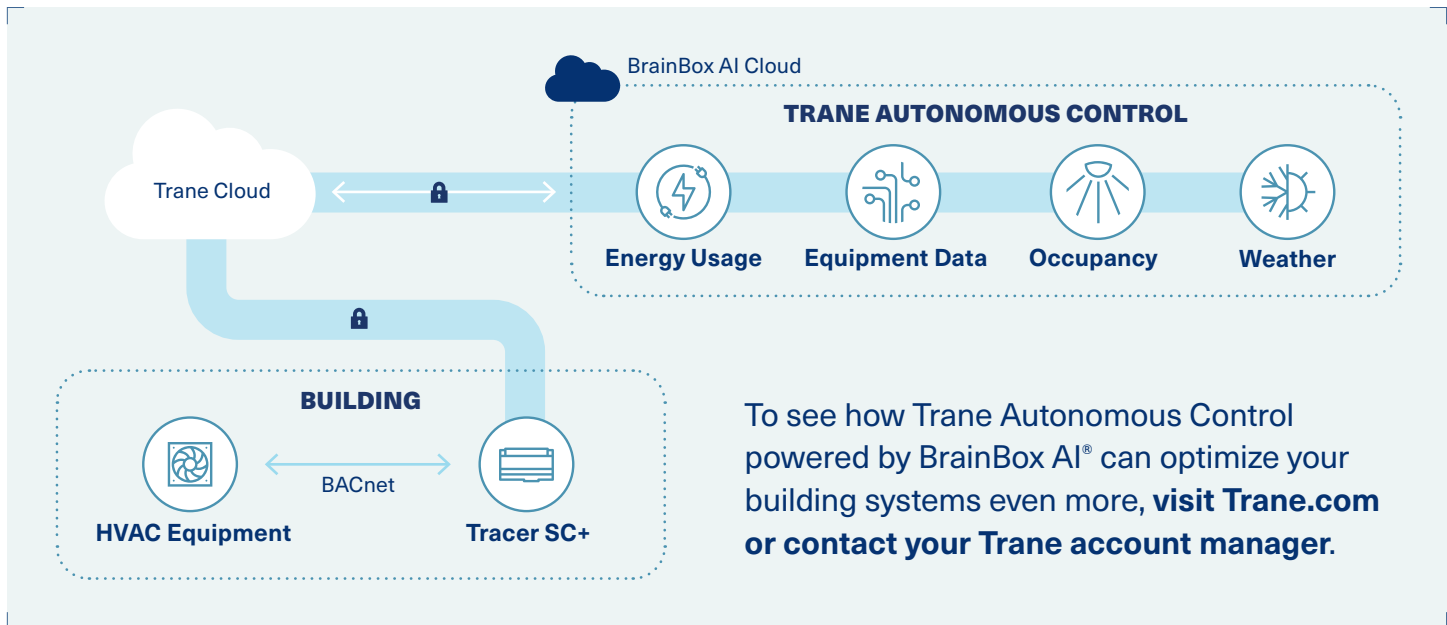 BrainBox AI Cloud
TRANE AUTONOMOUS CONTROL
Trane Cloud
Energy Usage
Equipment Data
Occupancy
Weather
BUILDING
BACnet
HVAC Equipment
Tracer SC+
To see how Trane Autonomous Control
powered by BrainBox AI® can optimize your
building systems even more, visit Trane.com
or contact your Trane account manager.